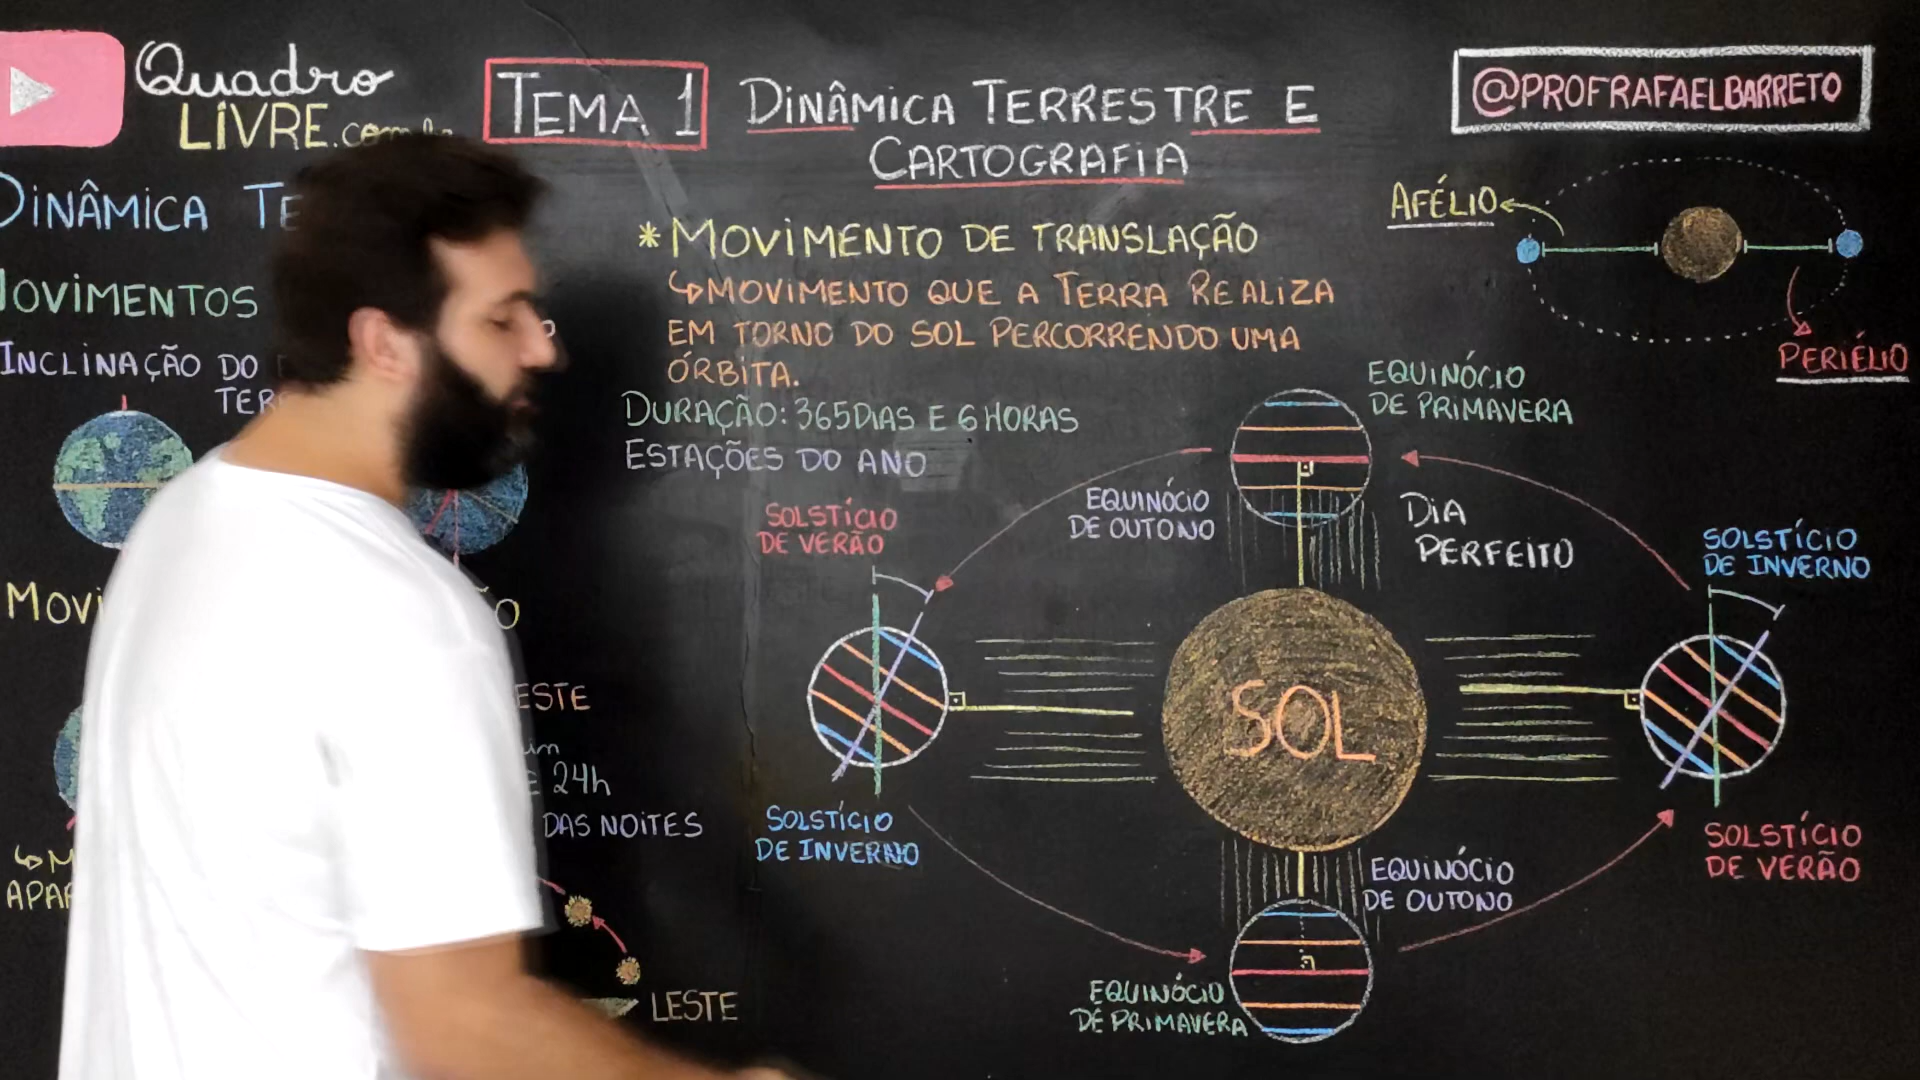 Quadro
LIVRE.com.br
TEMA 1
DINÂMICA TERRESTRE E
CARTOGRAFIA
@PROFRAFAELBARRETO
DINÂMICA
MOVIMENTOS
INCLINAÇÃO DO
24h
DAS NOITES
LESTE
* MOVIMENTO DE TRANSLAÇÃO
↳MOVIMENTO QUE A TERRA REALIZA
EM TORNO DO SOL PERCORRENDO UMA
ÓRBITA.
DURAÇÃO: 365DIAS E 6 HORAS
ESTAÇÕES DO ANO
AFÉLIO
PERIÉLIO
EQUINÓCIO
DE PRIMAVERA
EQUINÓCIO
DE OUTONO
DIA
PERFEITO
SOLSTÍCIO
DE VERÃO
SOLSTÍCIO
DE INVERNO
SOL
SOLSTÍCIO
DE INVERNO
SOLSTÍCIO
DE VERÃO
EQUINÓCIO
DE OUTONO
EQUINÓCIO
DE PRIMAVERA